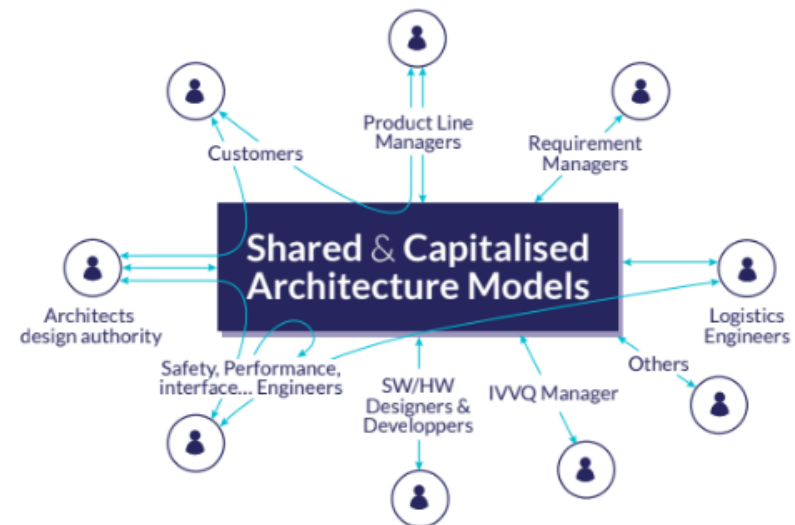 Product Line
Managers
Customers
Requirement
Managers
Shared & Capitalised
Architecture Models
Architects
design authority
Logistics
Engineers
Safety, Performance,
interface... Engineers
SW/HW
Designers &
Developpers
IVVQ Manager
Others